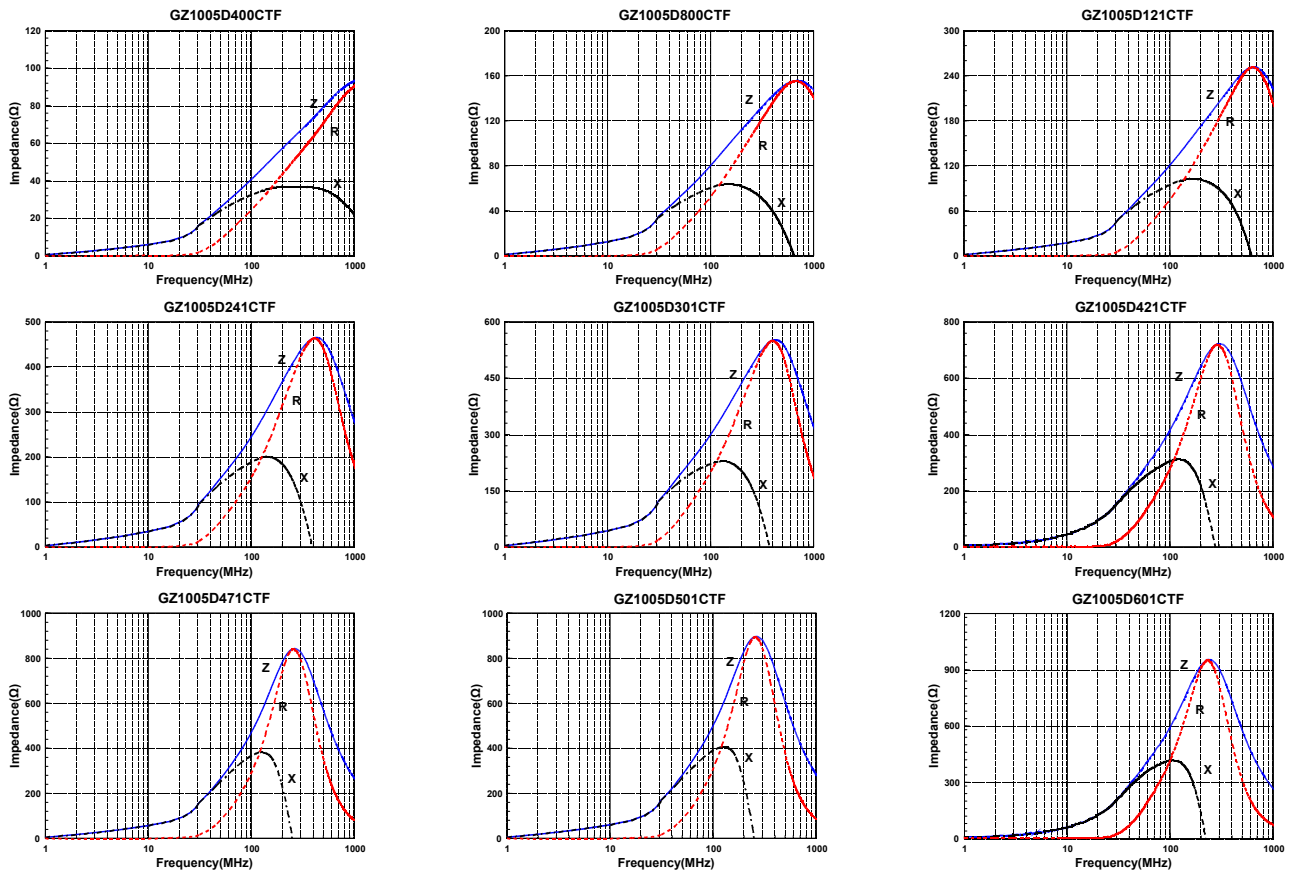 GZ1005D400CTF
Impedance(Ω)
120
100
80
60
40
20
0
Z
R
X
1
10
100
1000
Frequency(MHz)
GZ1005D800CTF
Impedance(Ω)
200
160
120
80
40
0
Z
R
X
1
10
100
1000
Frequency(MHz)
GZ1005D121CTF
Impedance(Ω)
300
240
180
120
60
0
Z
R
X
1
10
100
1000
Frequency(MHz)
GZ1005D241CTF
Impedance(Ω)
500
400
300
200
100
0
Z
R
X
1
10
100
1000
Frequency(MHz)
GZ1005D301CTF
Impedance(Ω)
600
450
300
150
0
Z
R
X
1
10
100
1000
Frequency(MHz)
GZ1005D421CTF
Impedance(Ω)
800
600
400
200
0
Z
R
X
1
10
100
1000
Frequency(MHz)
GZ1005D471CTF
Impedance(Ω)
1000
800
600
400
200
0
Z
R
X
1
10
100
1000
Frequency(MHz)
GZ1005D501CTF
Impedance(Ω)
1000
800
600
400
200
0
Z
R
X
1
10
100
1000
Frequency(MHz)
GZ1005D601CTF
Impedance(Ω)
1200
900
600
300
0
Z
R
X
1
10
100
1000
Frequency(MHz)